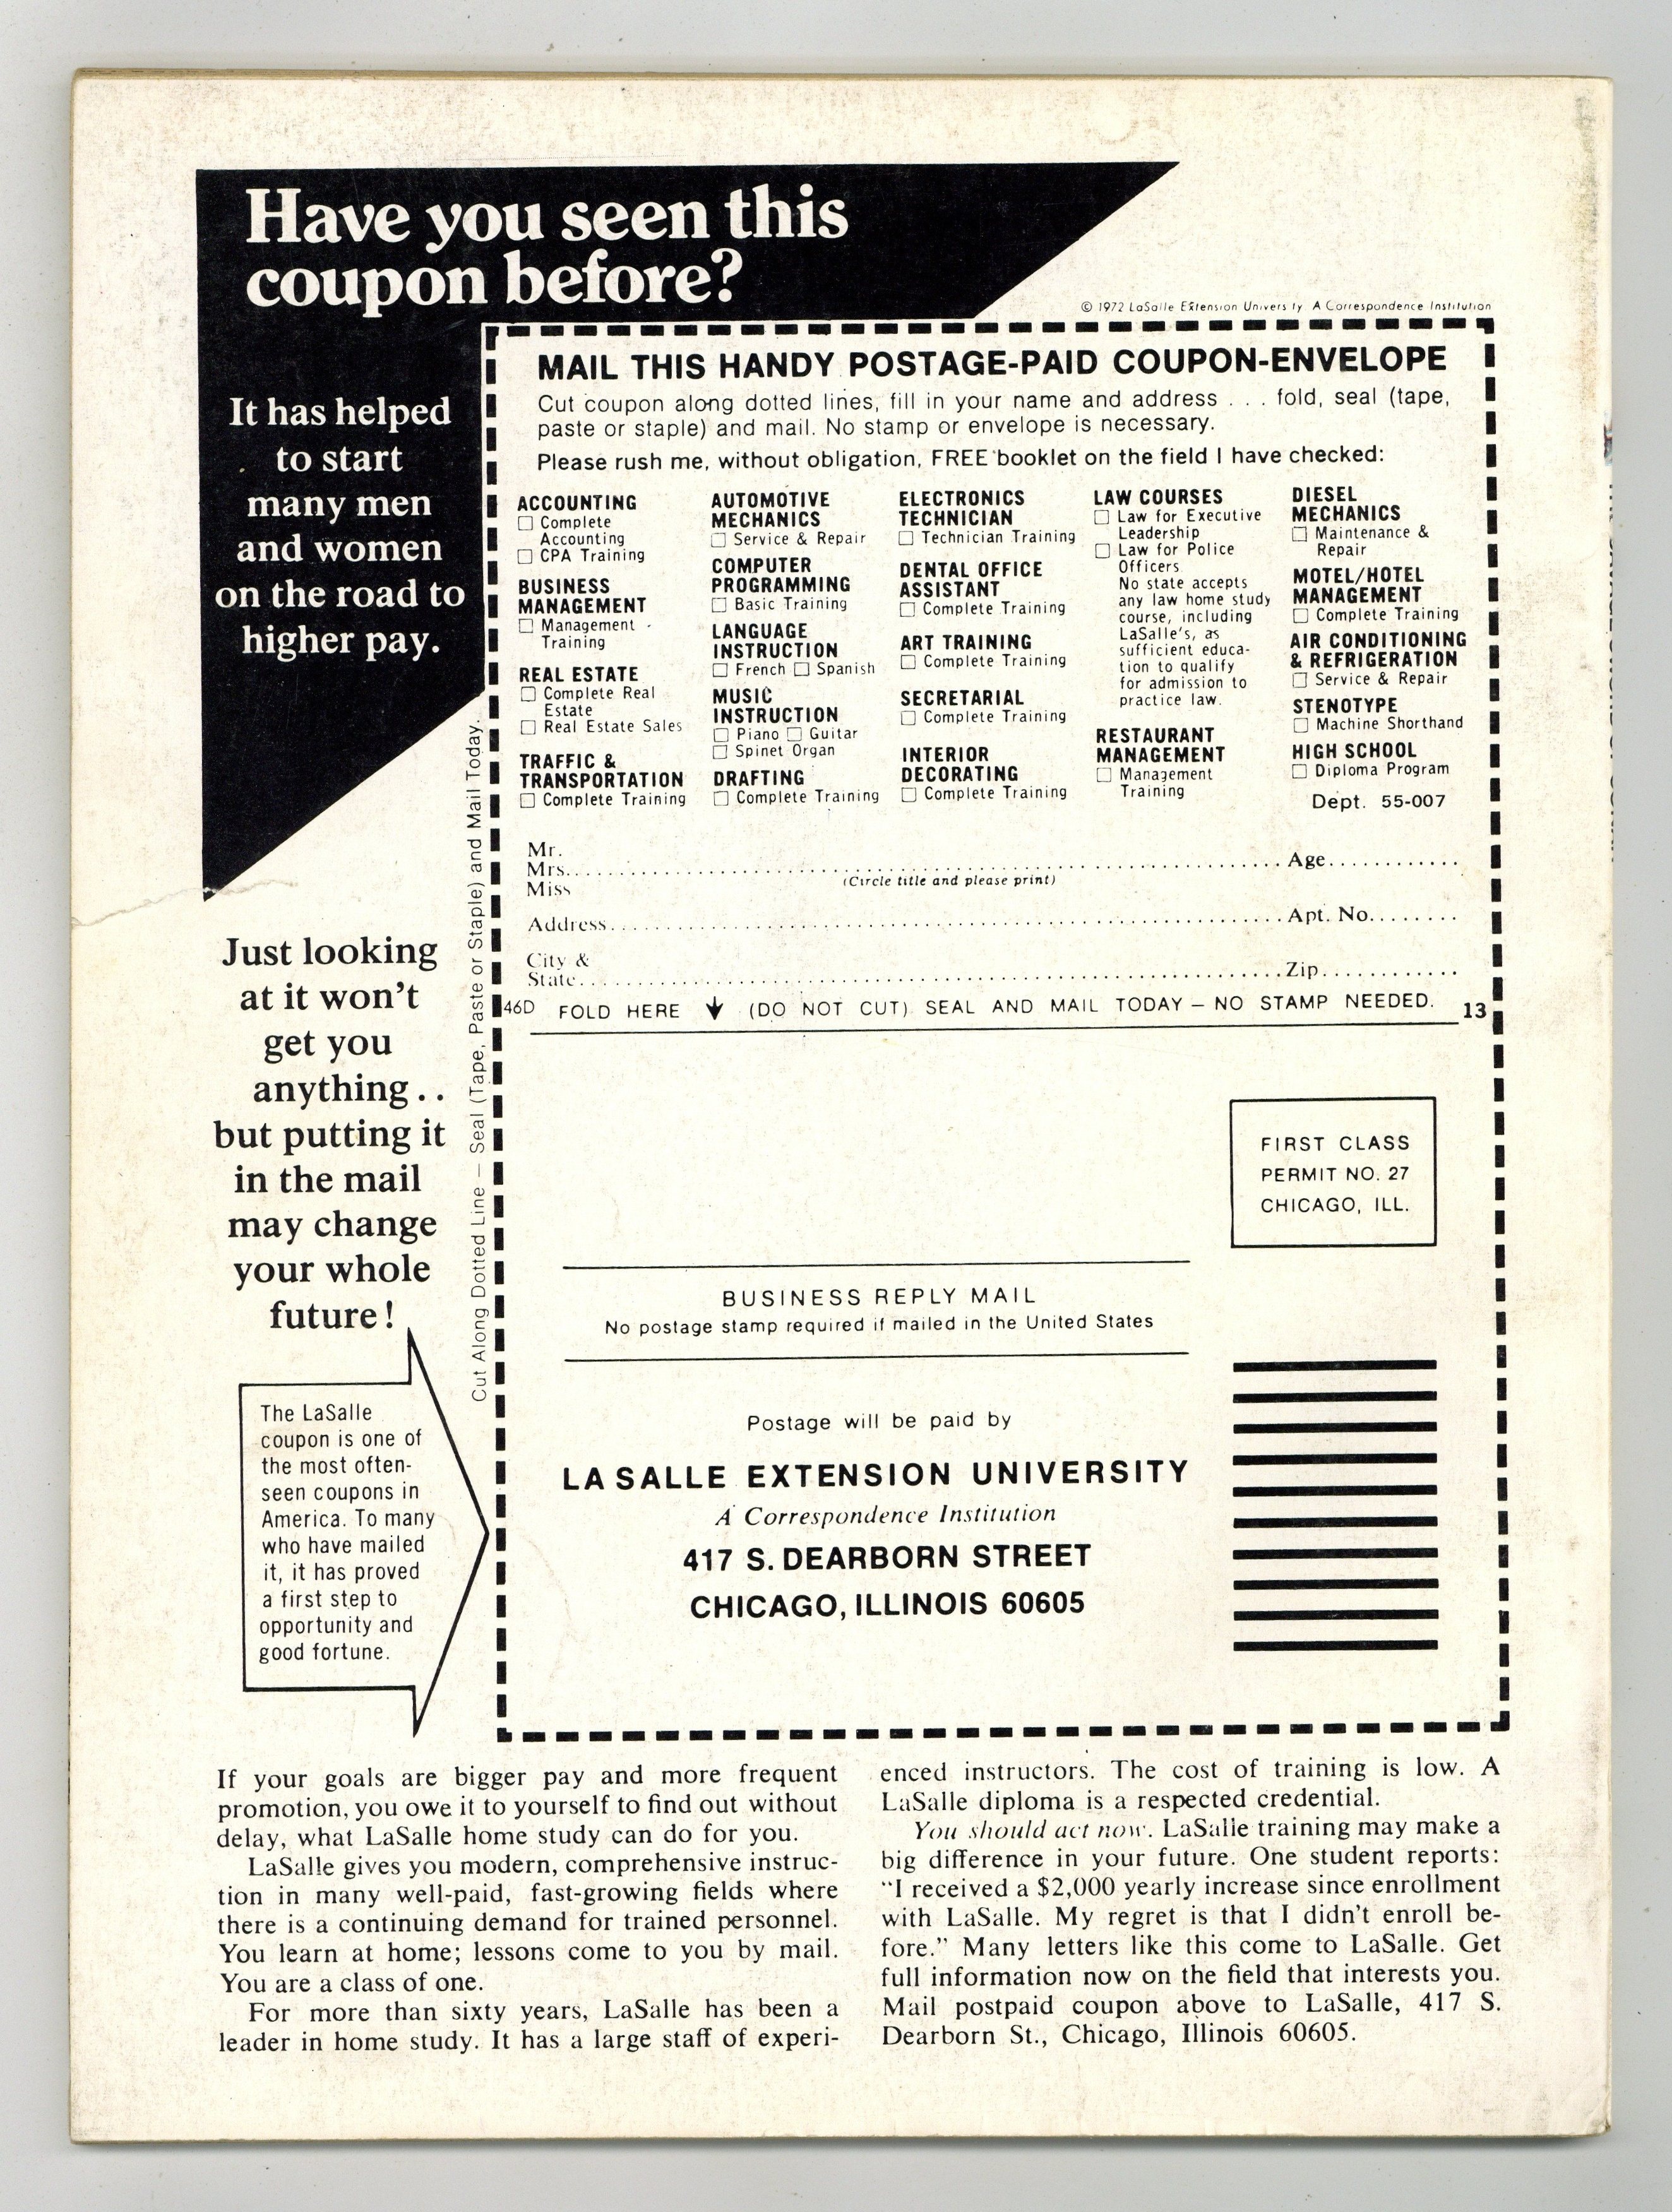 Have you seen this
coupon before?
© 1972 LaSalle Extension University A Correspondence Institution
It has helped
to start
many men
and women
on the road to
higher pay.
Just looking
at it won't
get you
anything . .
but putting it
in the mail
may change
your whole
future!
The LaSalle
coupon is one of
the most often-
seen coupons in
America. To many
who have mailed
it, it has proved
a first step to
opportunity and
good fortune.
Cut Along Dotted Line — Seal (Tape, Paste or Staple) and Mail Today.
MAIL THIS HANDY POSTAGE-PAID COUPON-ENVELOPE
Cut coupon along dotted lines, fill in your name and address . . . fold, seal (tape,
paste or staple) and mail. No stamp or envelope is necessary.
Please rush me, without obligation, FREE booklet on the field I have checked:
ACCOUNTING
☐ Complete
Accounting
☐ CPA Training
BUSINESS
MANAGEMENT
☐ Management
Training
REAL ESTATE
☐ Complete Real
Estate
☐ Real Estate Sales
TRAFFIC &
TRANSPORTATION
☐ Complete Training
AUTOMOTIVE
MECHANICS
☐ Service & Repair
COMPUTER
PROGRAMMING
☐ Basic Training
LANGUAGE
INSTRUCTION
☐ French ☐ Spanish
MUSIC
INSTRUCTION
☐ Piano ☐ Guitar
☐ Spinet Organ
DRAFTING
☐ Complete Training
ELECTRONICS
TECHNICIAN
☐ Technician Training
DENTAL OFFICE
ASSISTANT
☐ Complete Training
ART TRAINING
☐ Complete Training
SECRETARIAL
☐ Complete Training
INTERIOR
DECORATING
☐ Complete Training
LAW COURSES
☐ Law for Executive
Leadership
☐ Law for Police
Officers
No state accepts
any law home study
course, including
LaSalle's, as
sufficient educa-
tion to qualify
for admission to
practice law.
RESTAURANT
MANAGEMENT
☐ Management
Training
DIESEL
MECHANICS
☐ Maintenance &
Repair
MOTEL/HOTEL
MANAGEMENT
☐ Complete Training
AIR CONDITIONING
& REFRIGERATION
☐ Service & Repair
STENOTYPE
☐ Machine Shorthand
HIGH SCHOOL
☐ Diploma Program
Dept. 55-007
Mr.
Mrs. . . . . . . . . . . Age. . . . . . . . . . .
Miss (Circle title and please print)
Address. . . . . . . . . . . Apt. No. . . . . . . .
City &
State. . . . . . . . . . . Zip. . . . . . . . . . .
46D FOLD HERE ↓ (DO NOT CUT) SEAL AND MAIL TODAY — NO STAMP NEEDED. 13
FIRST CLASS
PERMIT NO. 27
CHICAGO, ILL.
BUSINESS REPLY MAIL
No postage stamp required if mailed in the United States
Postage will be paid by
LA SALLE EXTENSION UNIVERSITY
A Correspondence Institution
417 S. DEARBORN STREET
CHICAGO, ILLINOIS 60605
If your goals are bigger pay and more frequent
promotion, you owe it to yourself to find out without
delay, what LaSalle home study can do for you.
LaSalle gives you modern, comprehensive instruc-
tion in many well-paid, fast-growing fields where
there is a continuing demand for trained personnel.
You learn at home; lessons come to you by mail.
You are a class of one.
For more than sixty years, LaSalle has been a
leader in home study. It has a large staff of experi-
enced instructors. The cost of training is low. A
LaSalle diploma is a respected credential.
You should act now. LaSalle training may make a
big difference in your future. One student reports:
"I received a $2,000 yearly increase since enrollment
with LaSalle. My regret is that I didn't enroll be-
fore." Many letters like this come to LaSalle. Get
full information now on the field that interests you.
Mail postpaid coupon above to LaSalle, 417 S.
Dearborn St., Chicago, Illinois 60605.